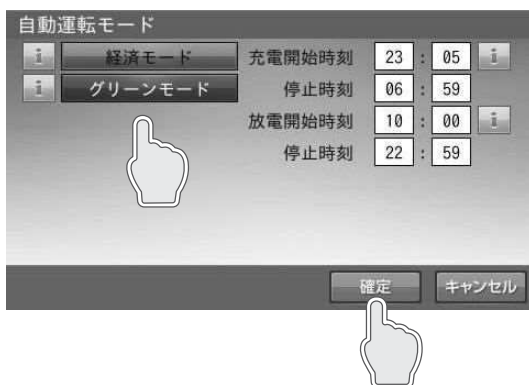 自動運転モード
i 経済モード 充電開始時刻 23 : 05 i
i グリーンモード 停止時刻 06 : 59
放電開始時刻 10 : 00 i
停止時刻 22 : 59
確定 キャンセル